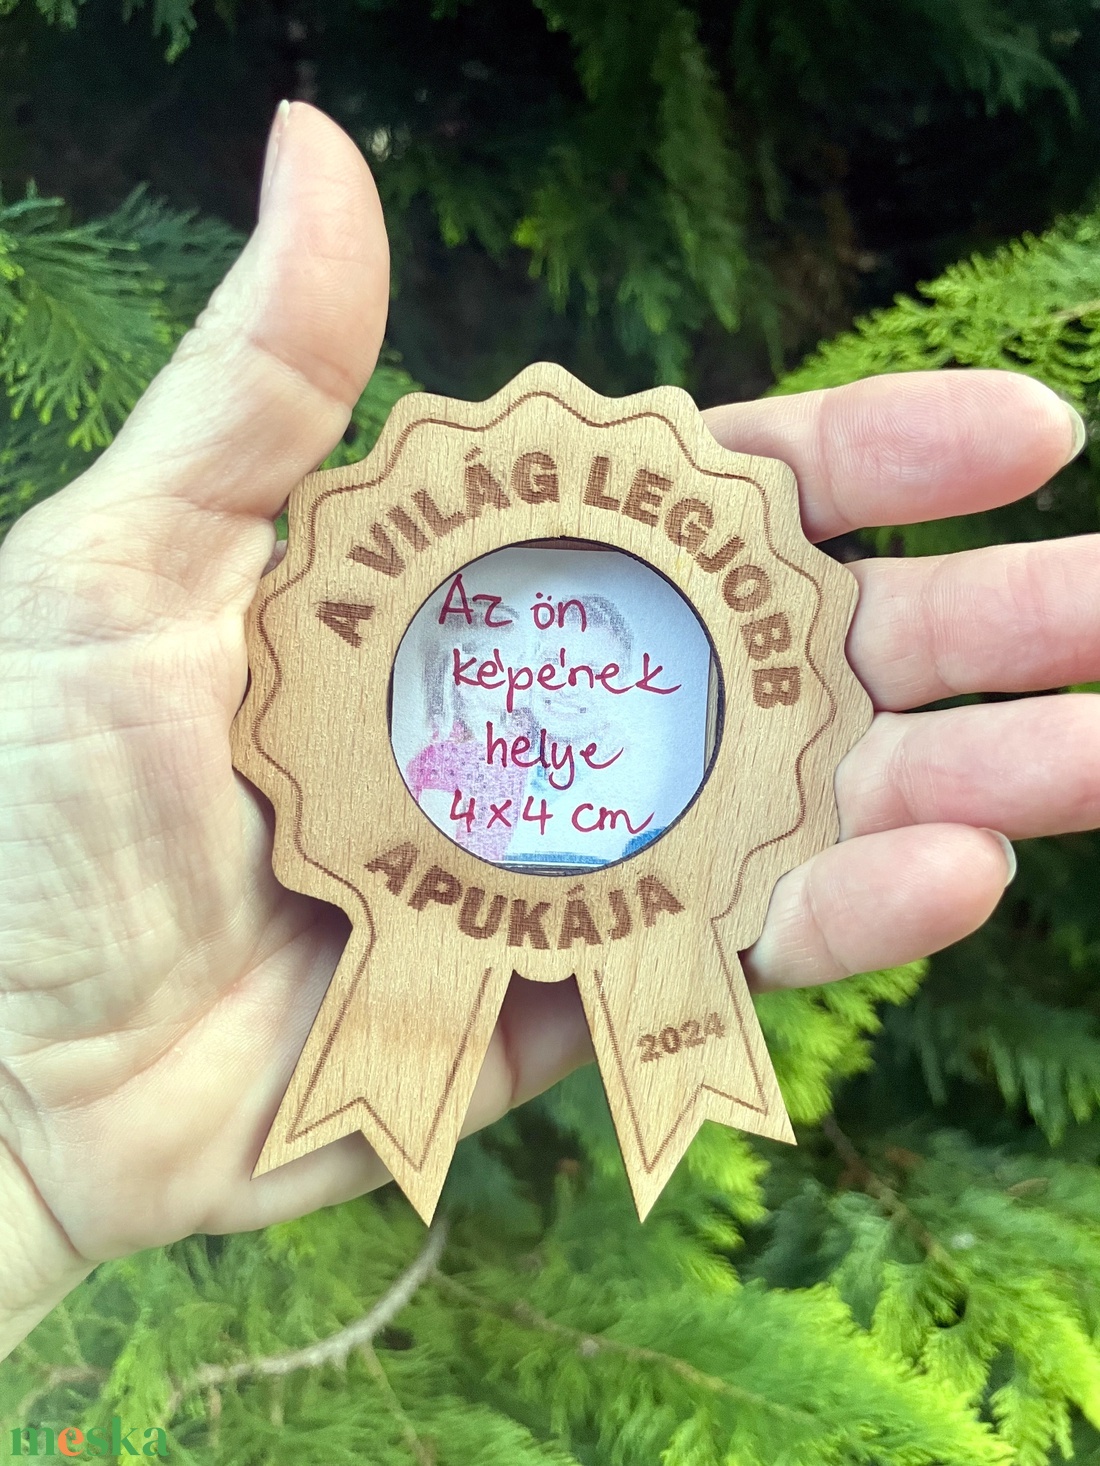 A VILÁG LEGJOBB
Az ön
képének
helye
4x4 cm
APUKÁJA
2024
meska